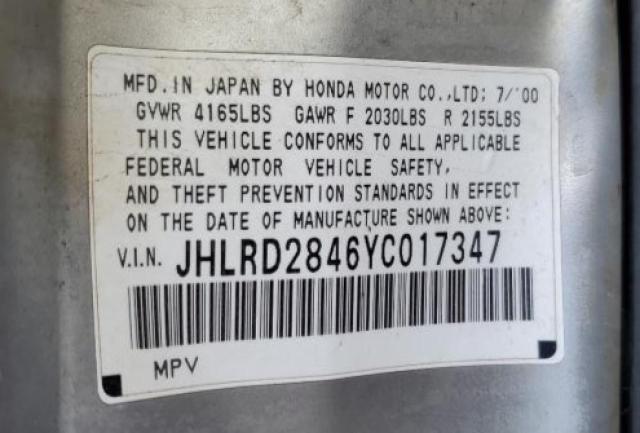 MFD. IN JAPAN BY HONDA MOTOR CO., LTD; 7/'00
GVWR 4165LBS GAWR F 2030LBS R 2155LBS
THIS VEHICLE CONFORMS TO ALL APPLICABLE
FEDERAL MOTOR VEHICLE SAFETY,
AND THEFT PREVENTION STANDARDS IN EFFECT
ON THE DATE OF MANUFACTURE SHOWN ABOVE:
V.I.N. JHLRD2846YC017347
MPV